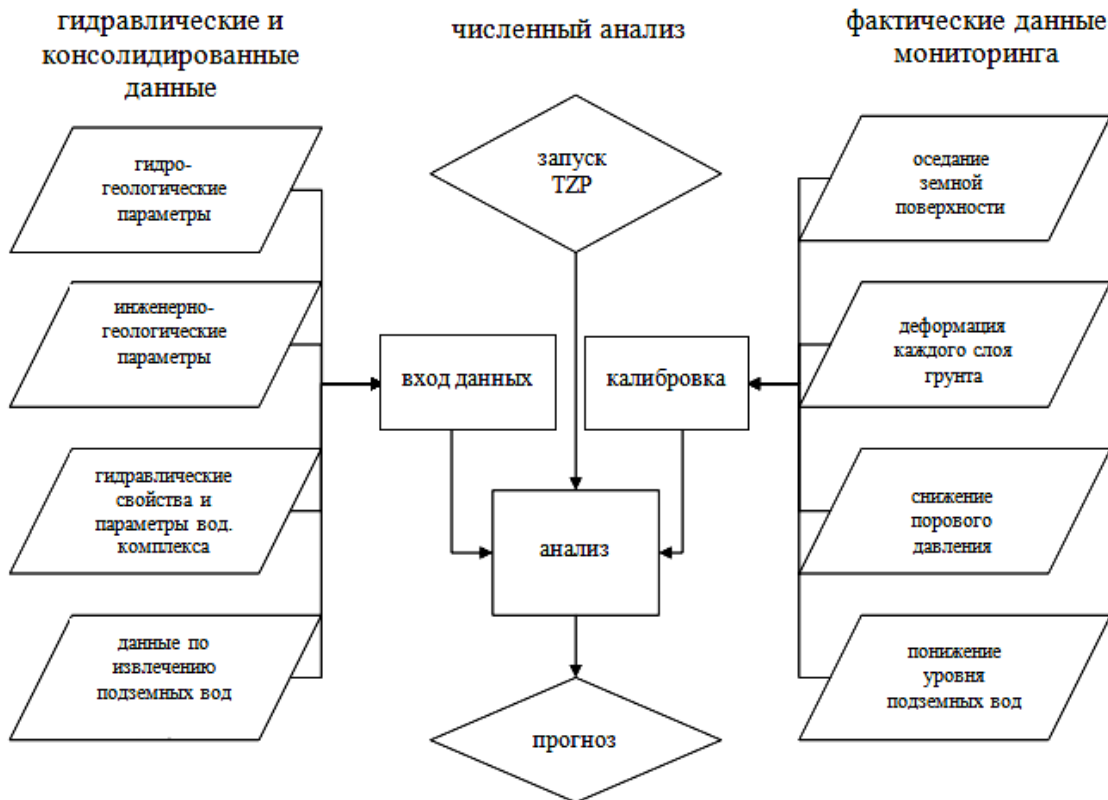 гидравлические и
консолидированные
данные
численный анализ
фактические данные
мониторинга
гидро-
геологические
параметры
запуск
TZP
оседание
земной
поверхности
инженерно-
геологические
параметры
вход данных
калибровка
деформация
каждого слоя
грунта
гидравлические
свойства и
параметры вод.
комплекса
анализ
снижение
порового
давления
данные по
извлечению
подземных вод
прогноз
понижение
уровня
подземных вод